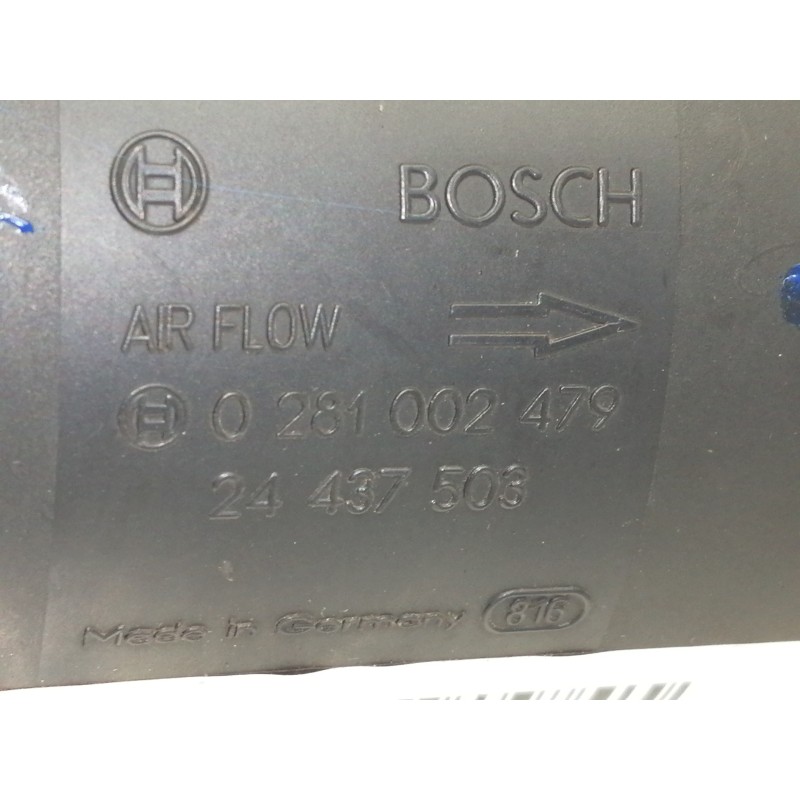 BOSCH
AIR FLOW
0 281 002 479
24 437 503
Made in Germany 816